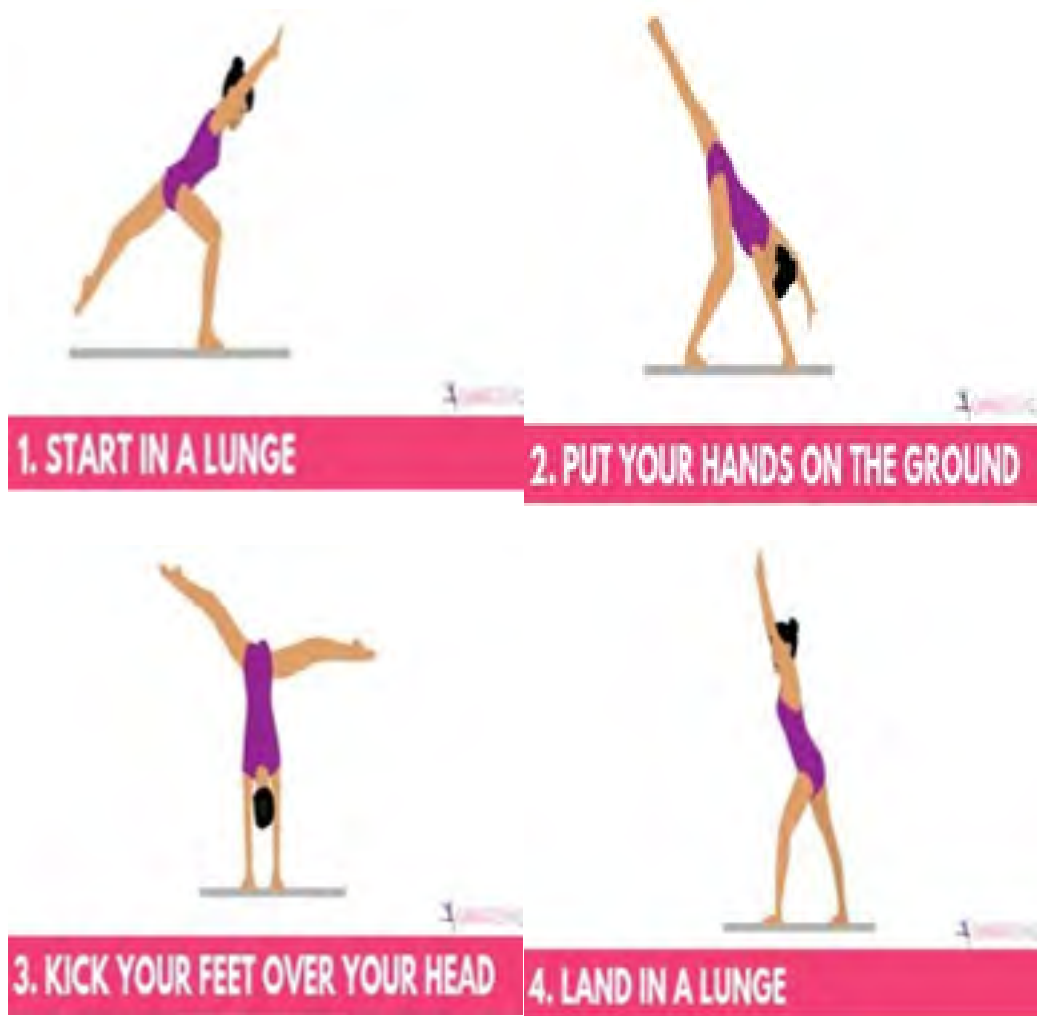 1. START IN A LUNGE
2. PUT YOUR HANDS ON THE GROUND
3. KICK YOUR FEET OVER YOUR HEAD
4. LAND IN A LUNGE